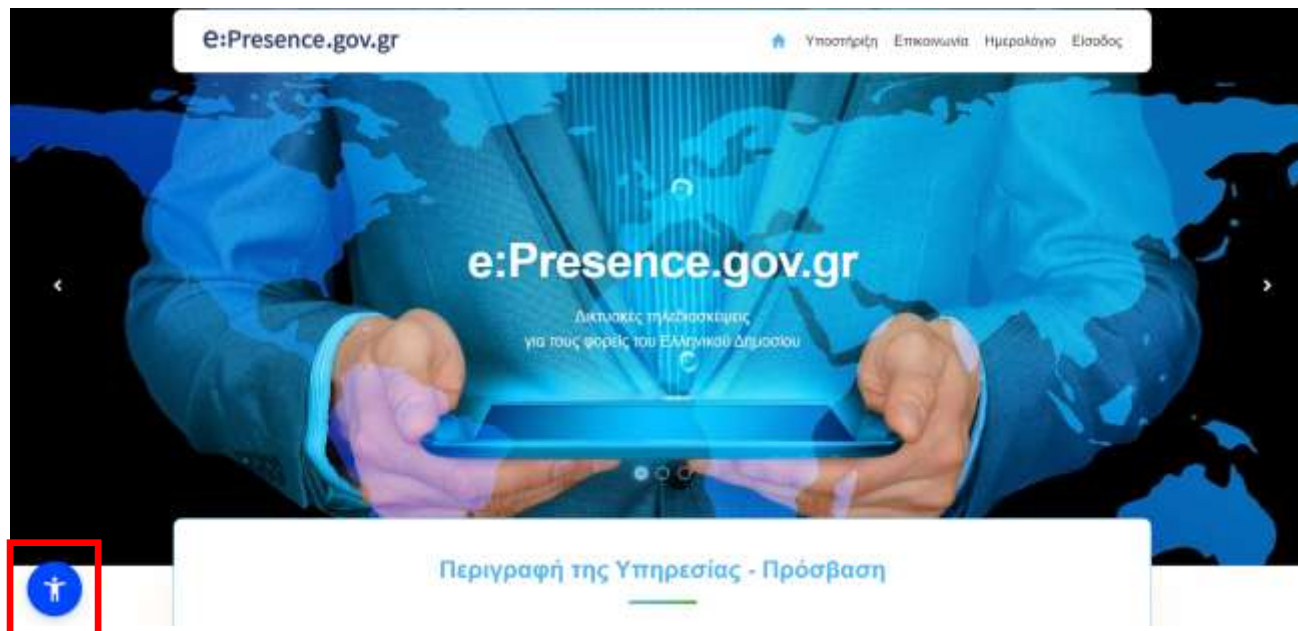 e:Presence.gov.gr
Υποστήριξη Επικοινωνία Ημερολόγιο Είσοδος
e:Presence.gov.gr
Δικτυακές τηλεδιασκέψεις
για τους φορείς του Ελληνικού Δημοσίου
Περιγραφή της Υπηρεσίας - Πρόσβαση